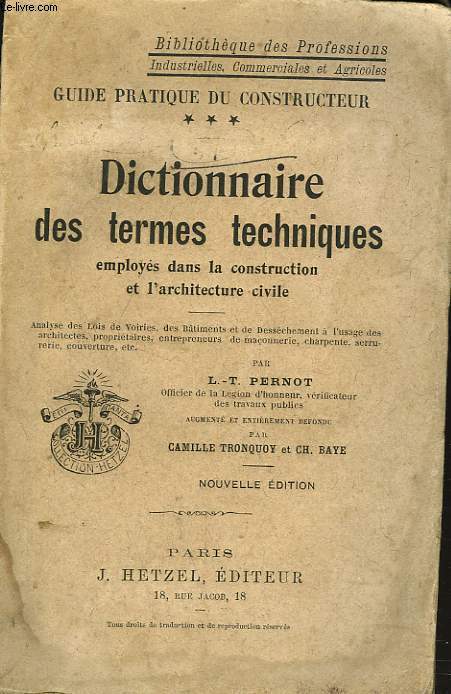 le-livre.com
Bibliothèque des Professions
Industrielles, Commerciales et Agricoles
GUIDE PRATIQUE DU CONSTRUCTEUR
★ ★ ★
Dictionnaire
des termes techniques
employés dans la construction
et l'architecture civile
Analyse des Lois de Voiries, des Bâtiments et de Dessèchement à l'usage des
architectes, propriétaires, entrepreneurs de maçonnerie, charpente, serru-
rerie, couverture, etc.
PAR
L.-T. PERNOT
Officier de la Légion d'honneur, vérificateur
des travaux publics
AUGMENTÉ ET ENTIÈREMENT REFONDU
PAR
CAMILLE TRONQUOY et CH. BAYE
COLLECTION HETZEL
NOUVELLE ÉDITION
PARIS
J. HETZEL, ÉDITEUR
18, RUE JACOB, 18
Tous droits de traduction et de reproduction réservés